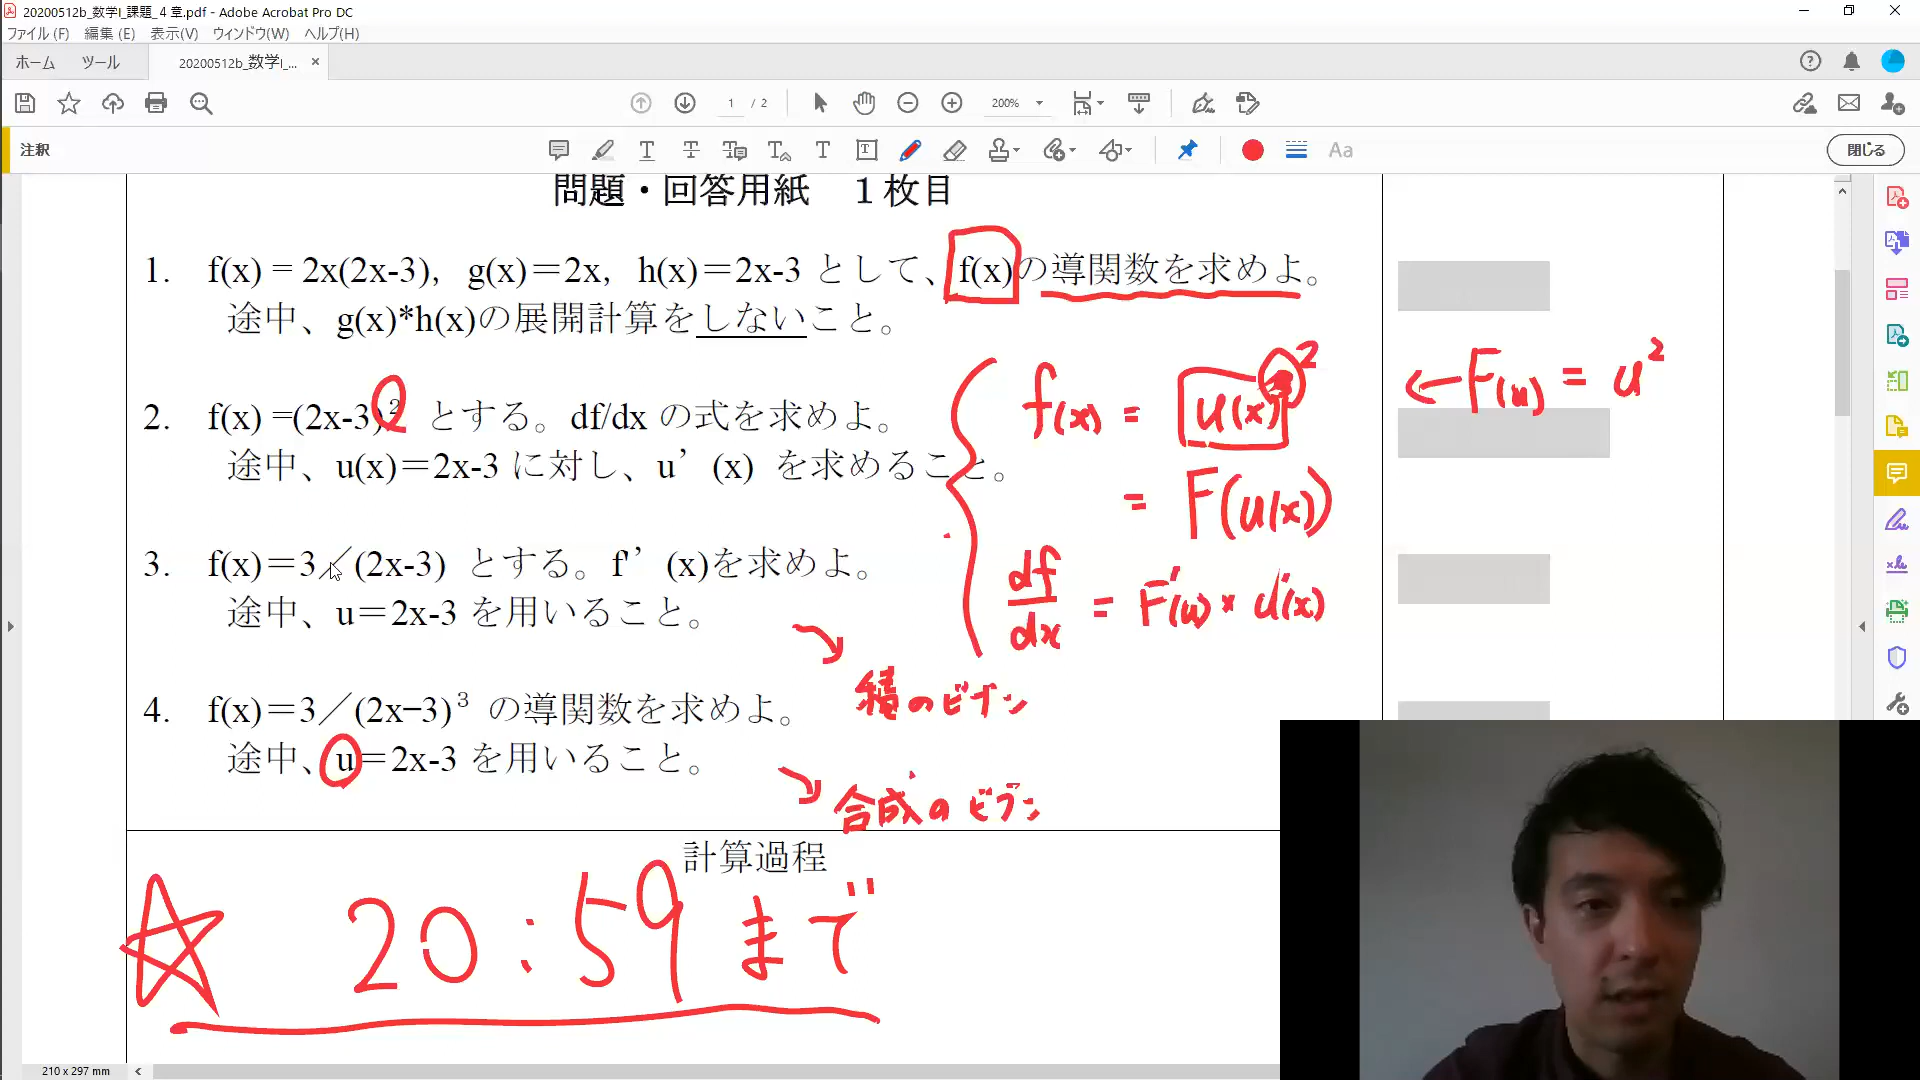 20200512b_数学I_課題_4 章.pdf - Adobe Acrobat Pro DC
ファイル (F) 編集 (E) 表示(V) ウィンドウ(W) ヘルプ(H)
ホーム ツール 20200512b_数学I_... ×
1 / 2 200%
注釈 Aa 閉じる
問題・回答用紙 1枚目
1. f(x) = 2x(2x-3), g(x)=2x, h(x)=2x-3 として、f(x)の導関数を求めよ。
途中、g(x)*h(x)の展開計算をしないこと。
2. f(x) =(2x-3)² とする。df/dx の式を求めよ。
途中、u(x)=2x-3 に対し、u'(x) を求めること。
f(x) = u(x)² ← F(u) = u²
= F(u(x))
df/dx = F'(u) × u'(x)
3. f(x)=3/(2x-3) とする。f'(x)を求めよ。
途中、u=2x-3 を用いること。
積のビブン
4. f(x)=3/(2x-3)³ の導関数を求めよ。
途中、u=2x-3 を用いること。
合成のビブン
計算過程
20:59 まで
210 x 297 mm